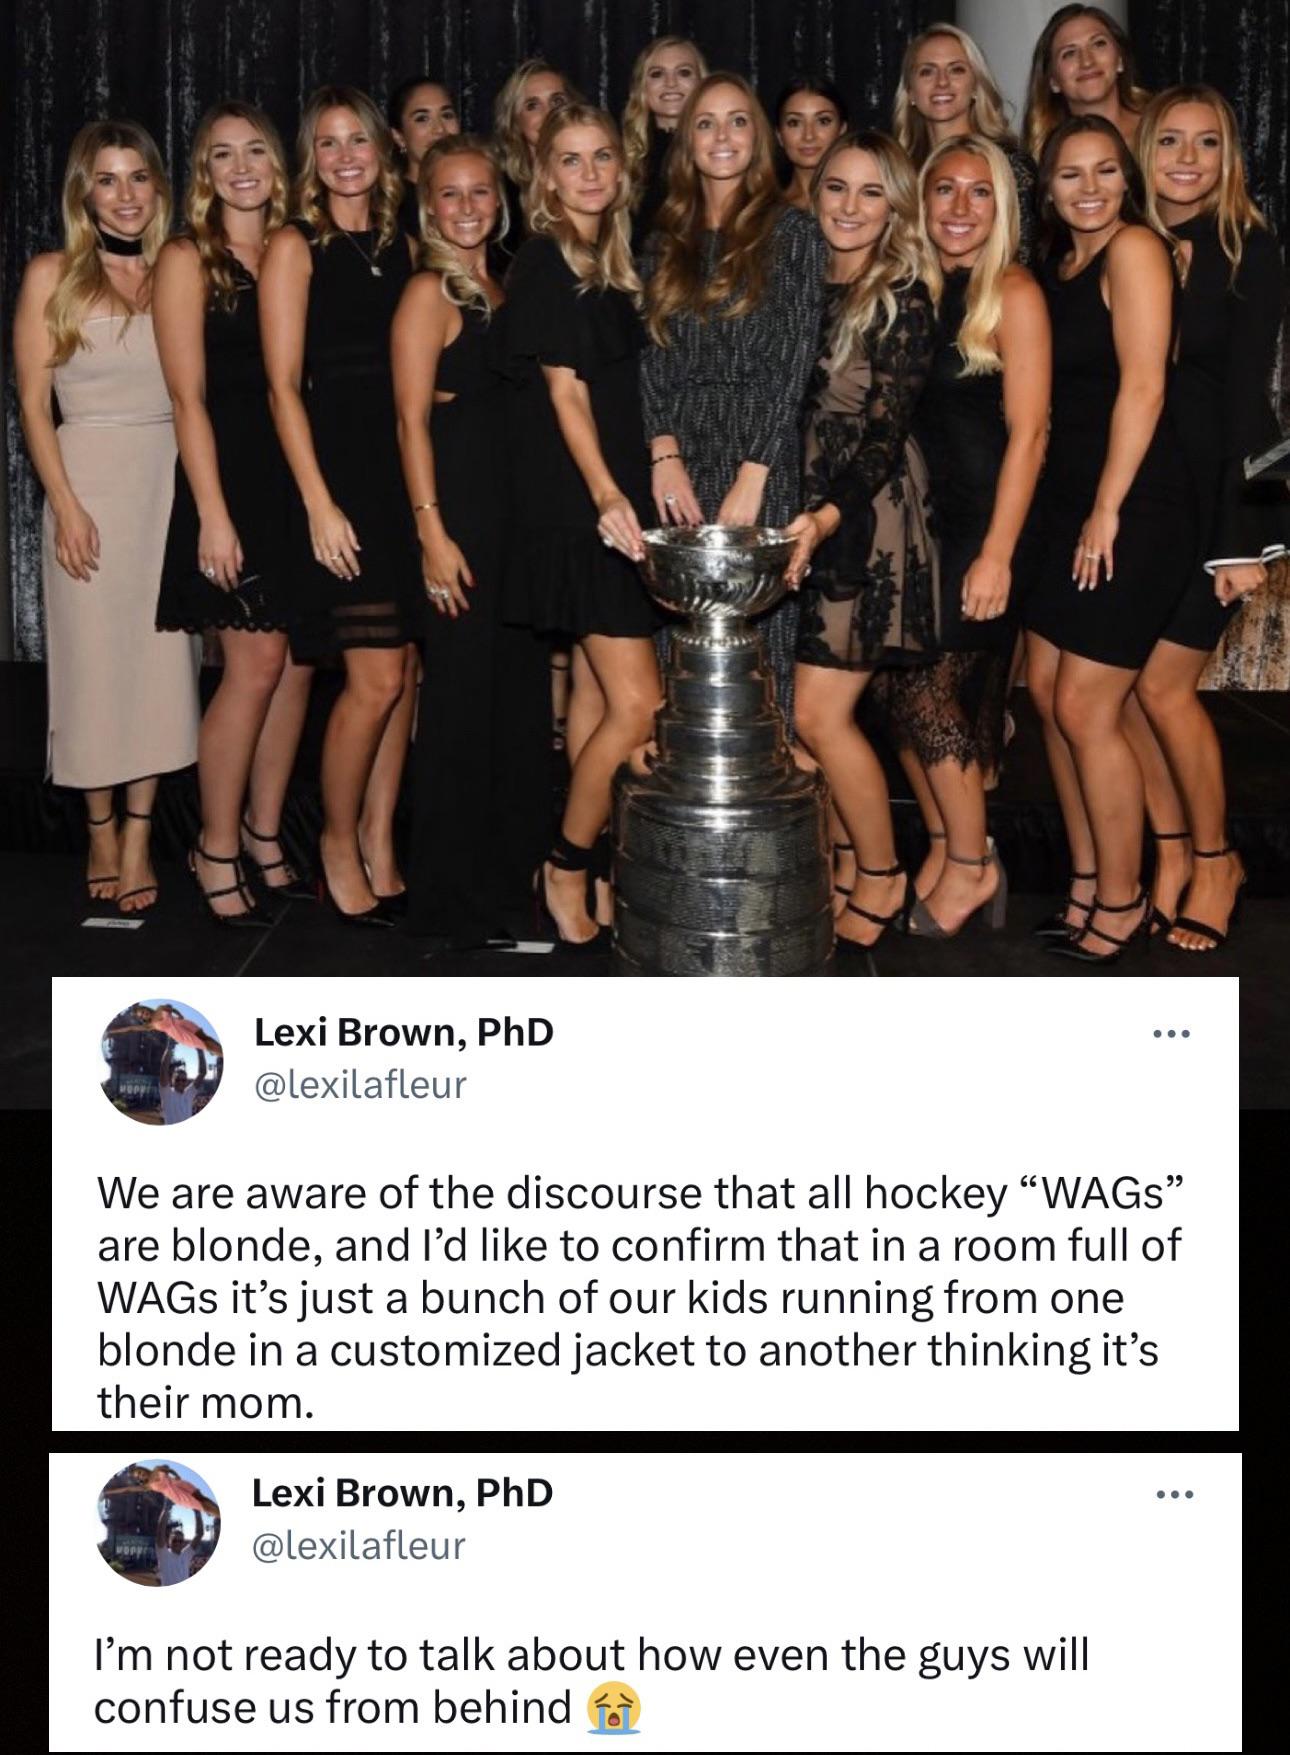 Lexi Brown, PhD
@lexilafleur
We are aware of the discourse that all hockey “WAGs”
are blonde, and I’d like to confirm that in a room full of
WAGs it’s just a bunch of our kids running from one
blonde in a customized jacket to another thinking it’s
their mom.
Lexi Brown, PhD
@lexilafleur
I’m not ready to talk about how even the guys will
confuse us from behind 😭